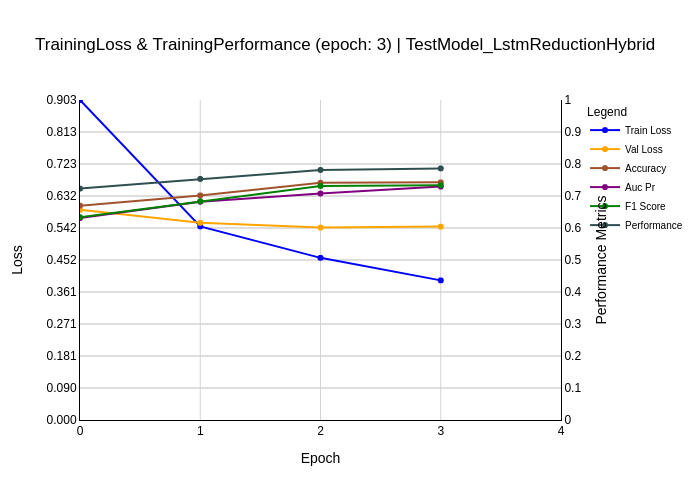 TrainingLoss & TrainingPerformance (epoch: 3) | TestModel_LstmReductionHybrid
0.903
0.813
0.723
0.632
0.542
0.452
0.361
0.271
0.181
0.090
0.000
Loss
0
1
2
3
4
Epoch
1
0.9
0.8
0.7
0.6
0.5
0.4
0.3
0.2
0.1
0
Performance Metrics
Legend
Train Loss
Val Loss
Accuracy
Auc Pr
F1 Score
Performance